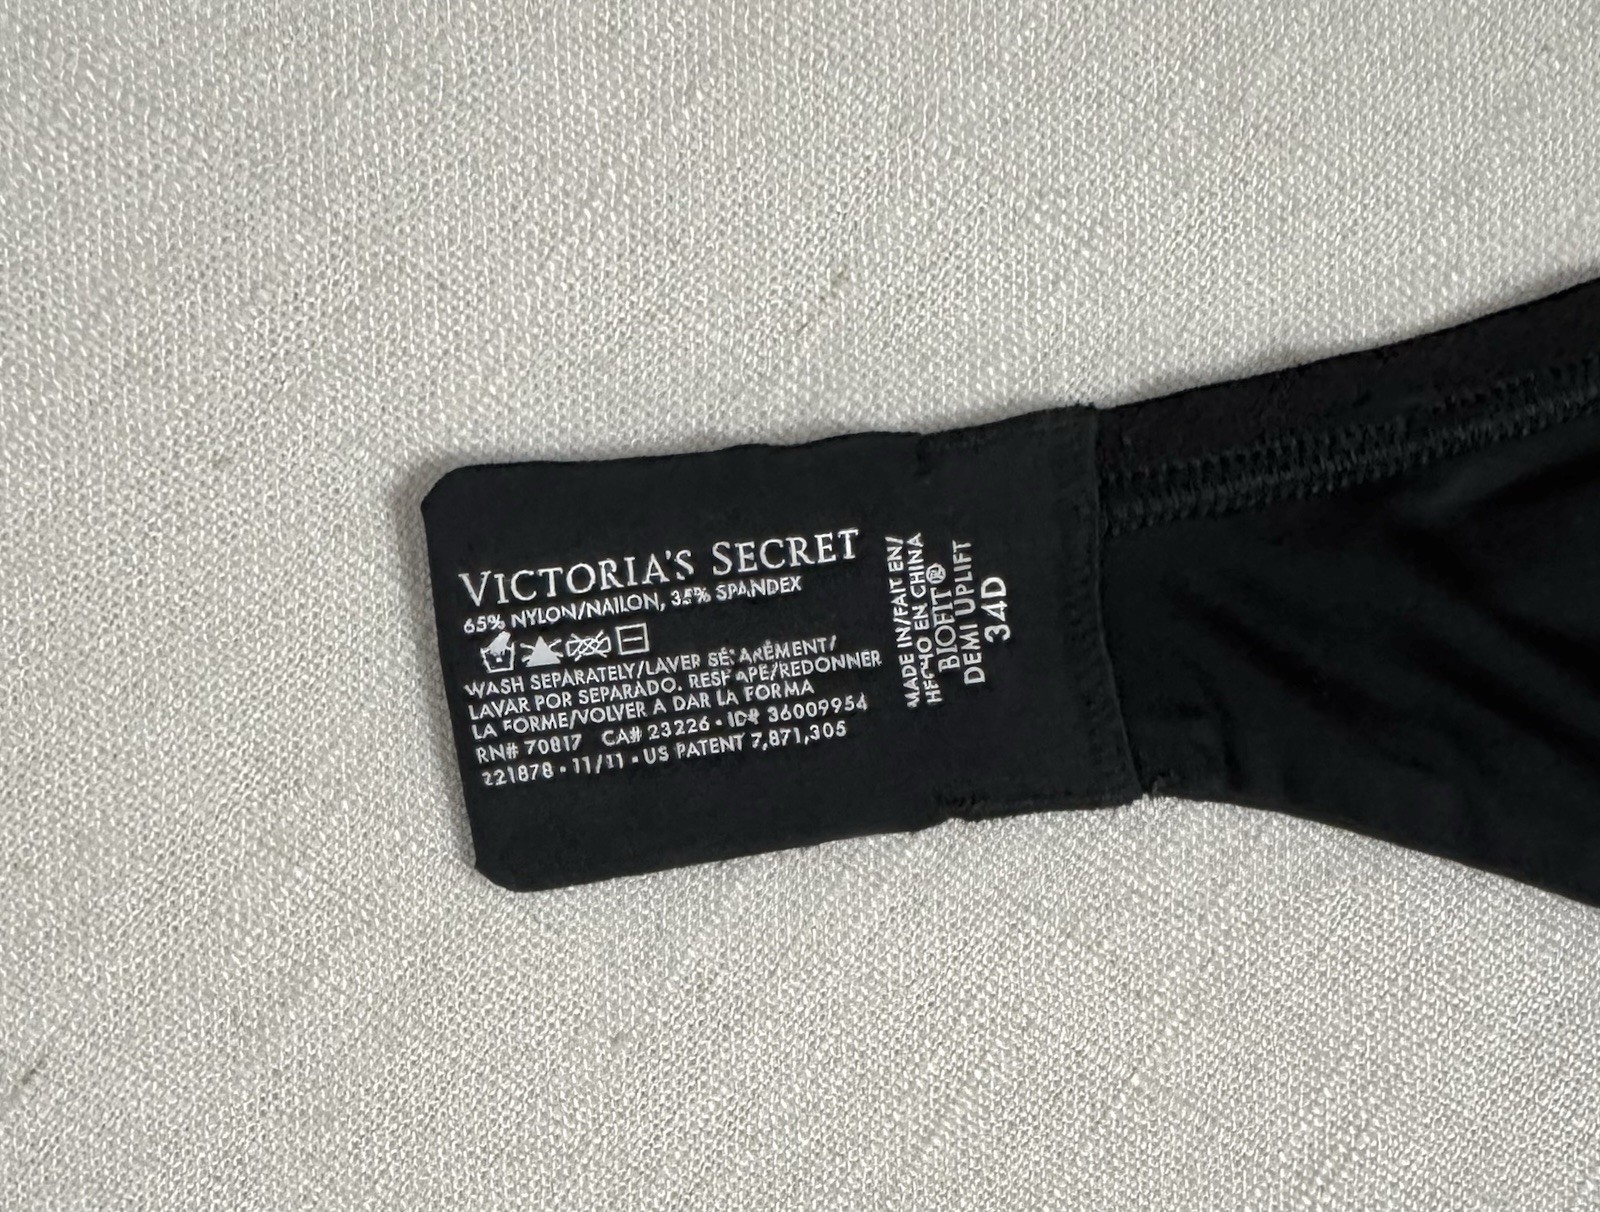 VICTORIA'S SECRET
65% NYLON/NAILON, 35% SPANDEX
WASH SEPARATELY/LAVER SÉPARÉMENT/
LAVAR POR SEPARADO. RESHAPE/REDONNER
LA FORME/VOLVER A DAR LA FORMA
RN# 70817 CA# 23226 • ID# 36009954
221878 • 11/11 • US PATENT 7,871,305
MADE IN/FAIT EN/
HECHO EN CHINA
BIOFIT®
DEMI UPLIFT
34D